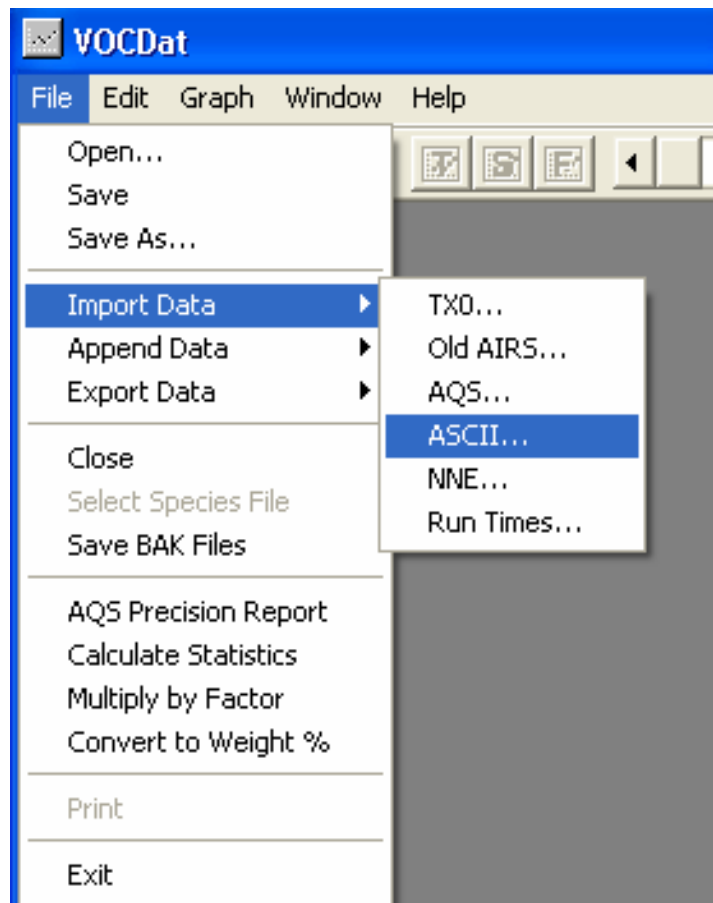 VOCDat
File Edit Graph Window Help
Open...
Save
Save As...
Import Data
Append Data
Export Data
Close
Select Species File
Save BAK Files
AQS Precision Report
Calculate Statistics
Multiply by Factor
Convert to Weight %
Print
Exit
TX0...
Old AIRS...
AQS...
ASCII...
NNE...
Run Times...
T S F